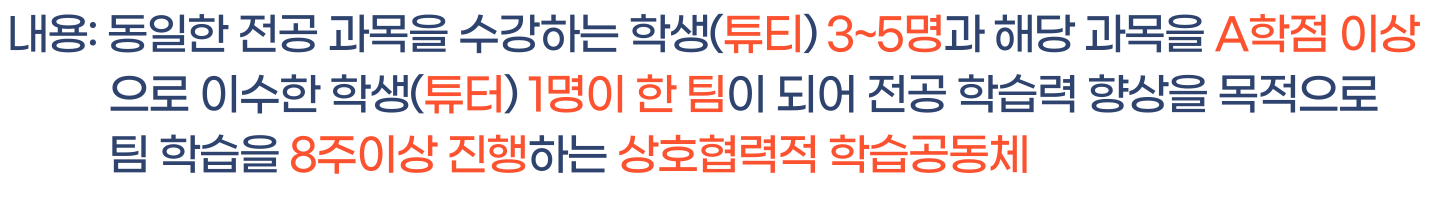 내용: 동일한 전공 과목을 수강하는 학생(튜티) 3~5명과 해당 과목을 A학점 이상
으로 이수한 학생(튜터) 1명이 한 팀이 되어 전공 학습력 향상을 목적으로
팀 학습을 8주이상 진행하는 상호협력적 학습공동체